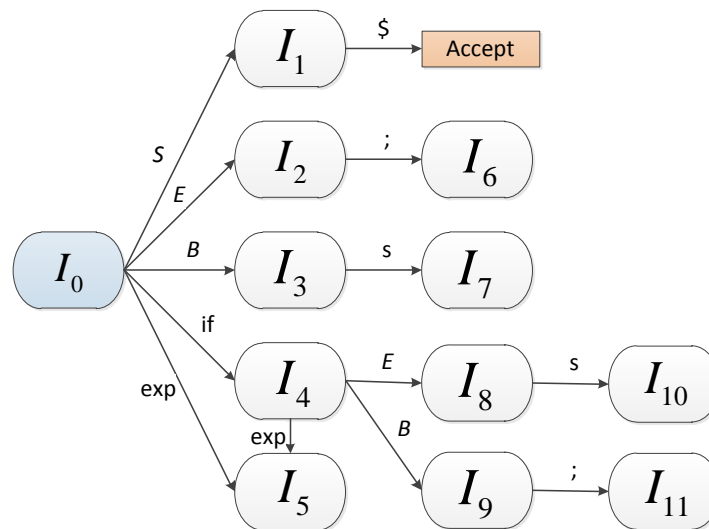 I1 $ Accept
S
I2 ; I6
E
I0 B I3 s I7
if
exp I4 E I8 s I10
B
exp
I5 I9 ; I11